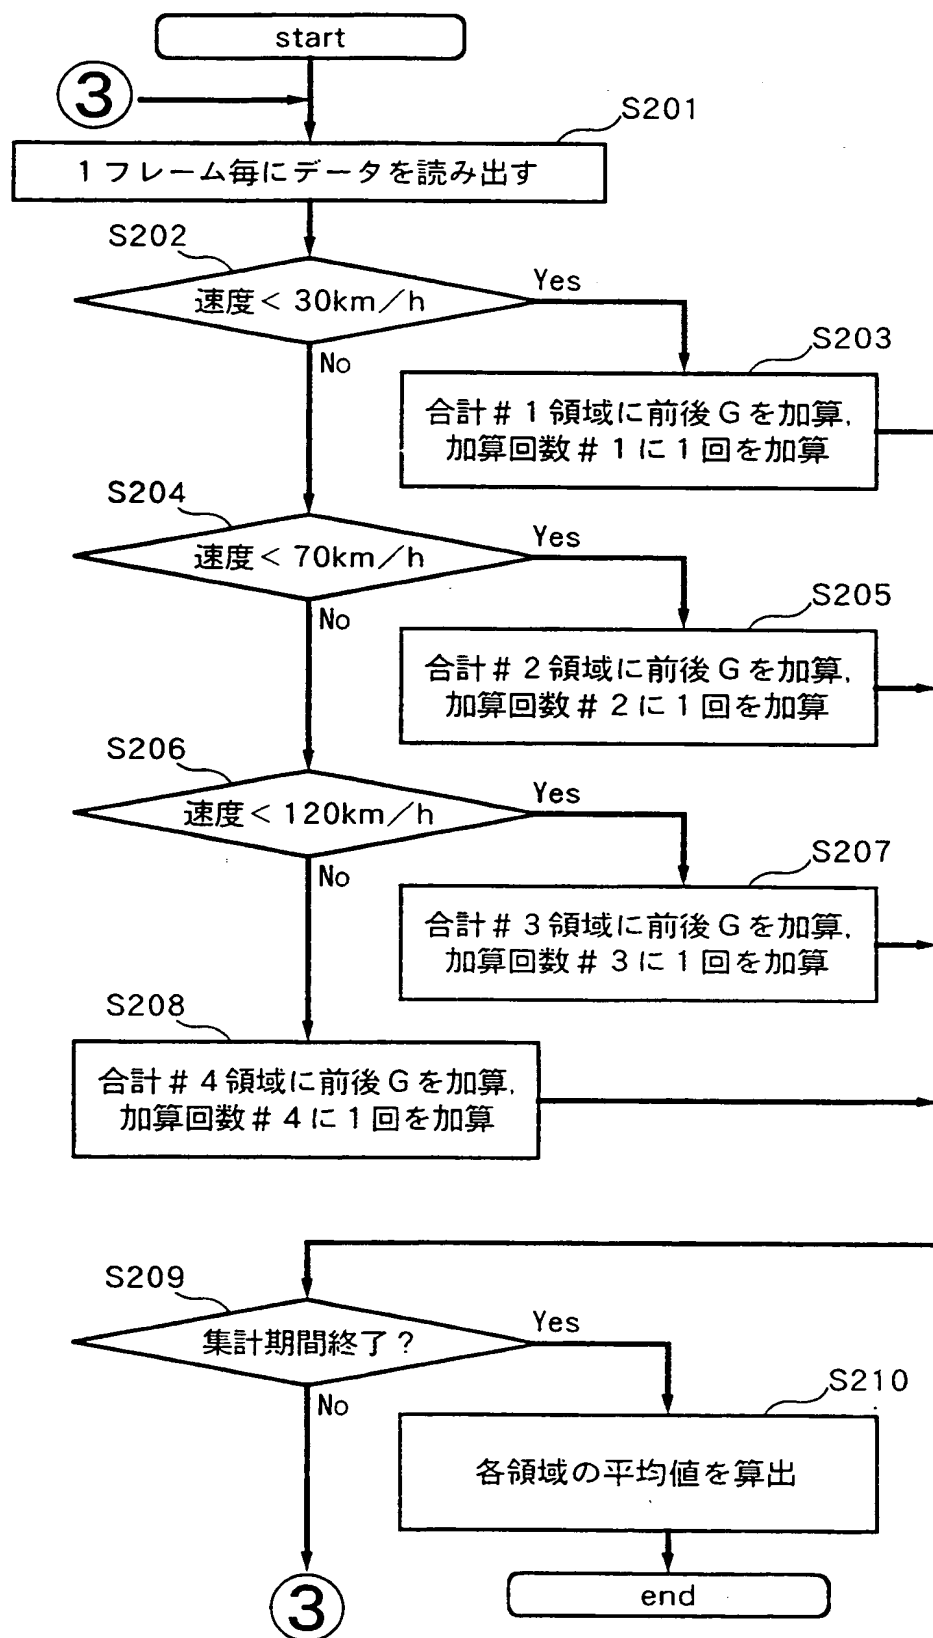 start
③
S201
1フレーム毎にデータを読み出す
S202
速度< 30km/h
Yes
No
S203
合計#1領域に前後Gを加算,
加算回数#1に1回を加算
S204
速度< 70km/h
Yes
No
S205
合計#2領域に前後Gを加算,
加算回数#2に1回を加算
S206
速度< 120km/h
Yes
No
S207
合計#3領域に前後Gを加算,
加算回数#3に1回を加算
S208
合計#4領域に前後Gを加算,
加算回数#4に1回を加算
S209
集計期間終了?
Yes
No
S210
各領域の平均値を算出
③
end